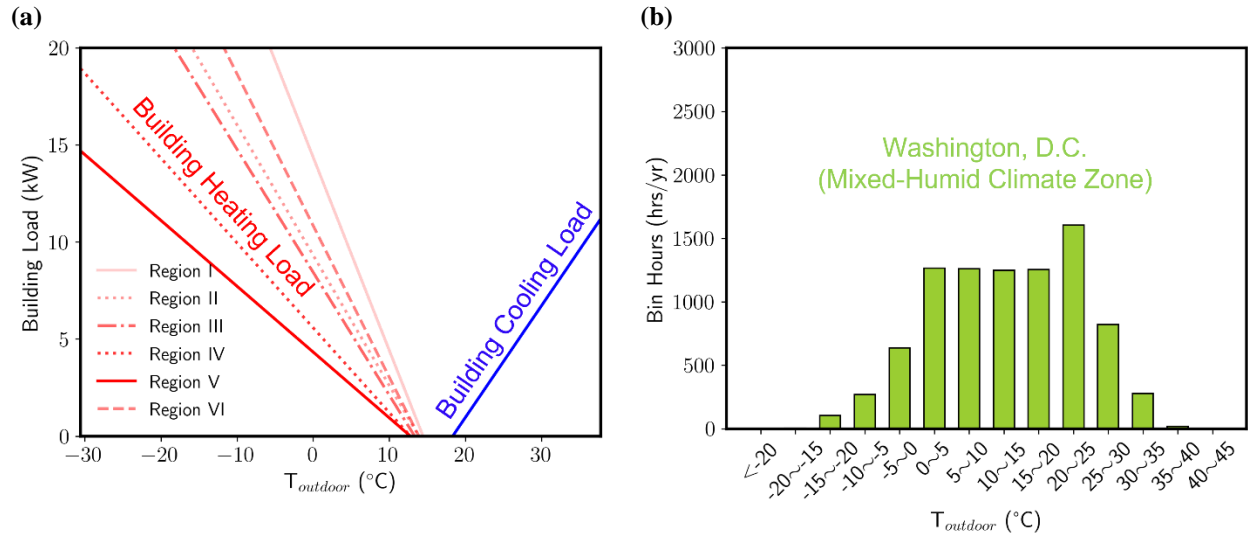 (a)
20
15
10
5
0
Building Load (kW)
Building Heating Load
Building Cooling Load
Region I
Region II
Region III
Region IV
Region V
Region VI
−30
−20
−10
0
10
20
30
Toutdoor (°C)
(b)
3000
2500
2000
1500
1000
500
0
Bin Hours (hrs/yr)
Washington, D.C.
(Mixed-Humid Climate Zone)
<-20
-20~-15
-15~-20
-10~-5
-5~0
0~5
5~10
10~15
15~20
20~25
25~30
30~35
35~40
40~45
Toutdoor (°C)